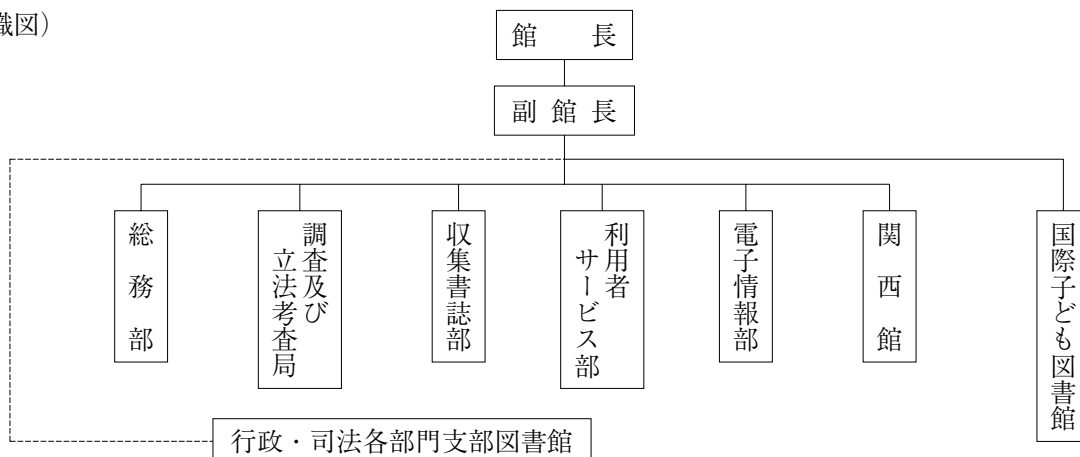 織図）
館長
副館長
総務部
調査及び
立法考査局
収集書誌部
利用者
サービス部
電子情報部
関西館
国際子ども図書館
行政・司法各部門支部図書館